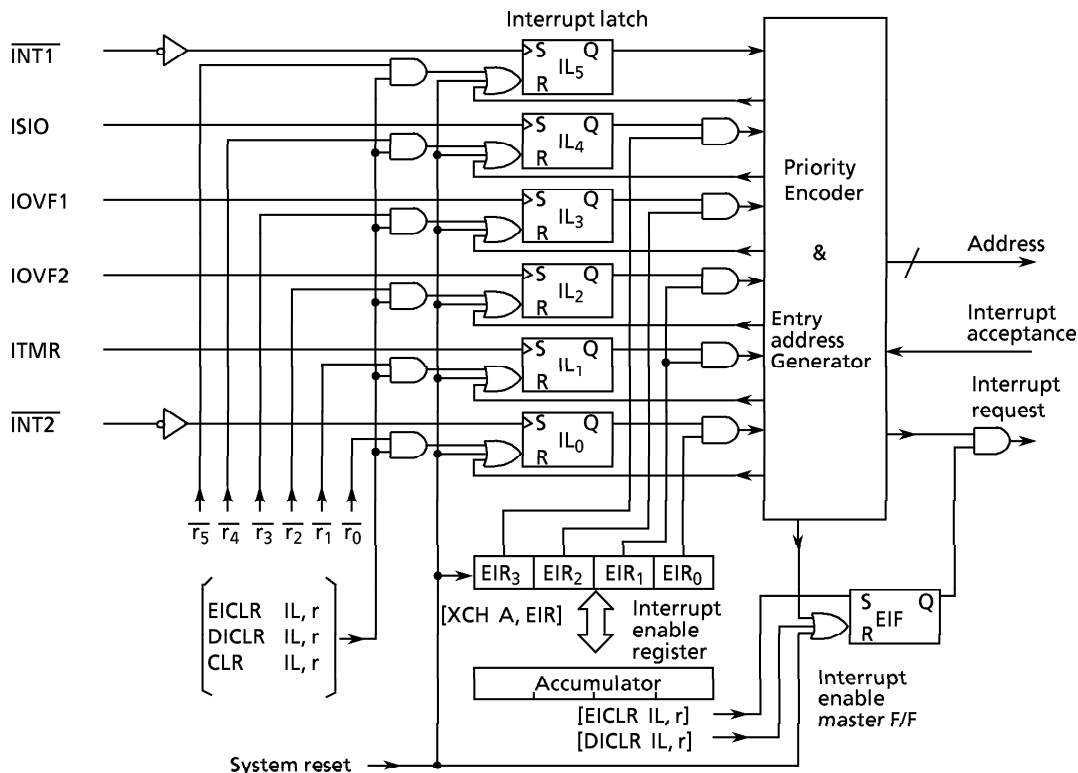 Interrupt latch
INT1
S Q
IL5
R
ISIO
S Q
IL4
R
IOVF1
S Q
IL3
R
IOVF2
S Q
IL2
R
ITMR
S Q
IL1
R
INT2
S Q
IL0
R
Priority
Encoder
&
Entry
address
Generator
Address
Interrupt
acceptance
Interrupt
request
r5 r4 r3 r2 r1 r0
EIR3 EIR2 EIR1 EIR0
EICLR IL, r
DICLR IL, r
CLR IL, r
[XCH A, EIR]
Interrupt
enable
register
S Q
EIF
R
Accumulator
Interrupt
enable
master F/F
[EICLR IL, r]
[DICLR IL, r]
System reset